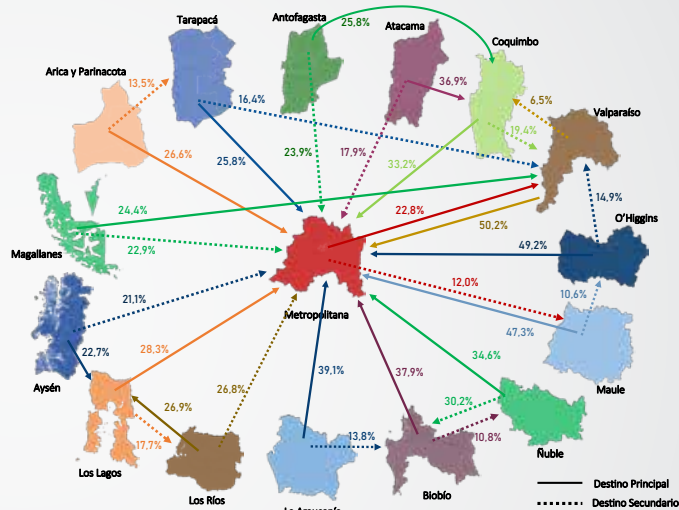 Tarapacá
Antofagasta
25,8%
Atacama
Coquimbo
Arica y Parinacota
13,5%
16,4%
36,9%
6,5%
Valparaíso
19,4%
26,6%
25,8%
23,9%
17,9%
33,2%
14,9%
24,4%
22,8%
O'Higgins
50,2%
Magallanes
22,9%
49,2%
21,1%
12,0%
10,6%
Metropolitana
47,3%
22,7%
28,3%
39,1%
37,9%
34,6%
Aysén
26,8%
Maule
26,9%
30,2%
17,7%
13,8%
10,8%
Ñuble
Los Lagos
Los Ríos
Biobío
Destino Principal
Destino Secundario